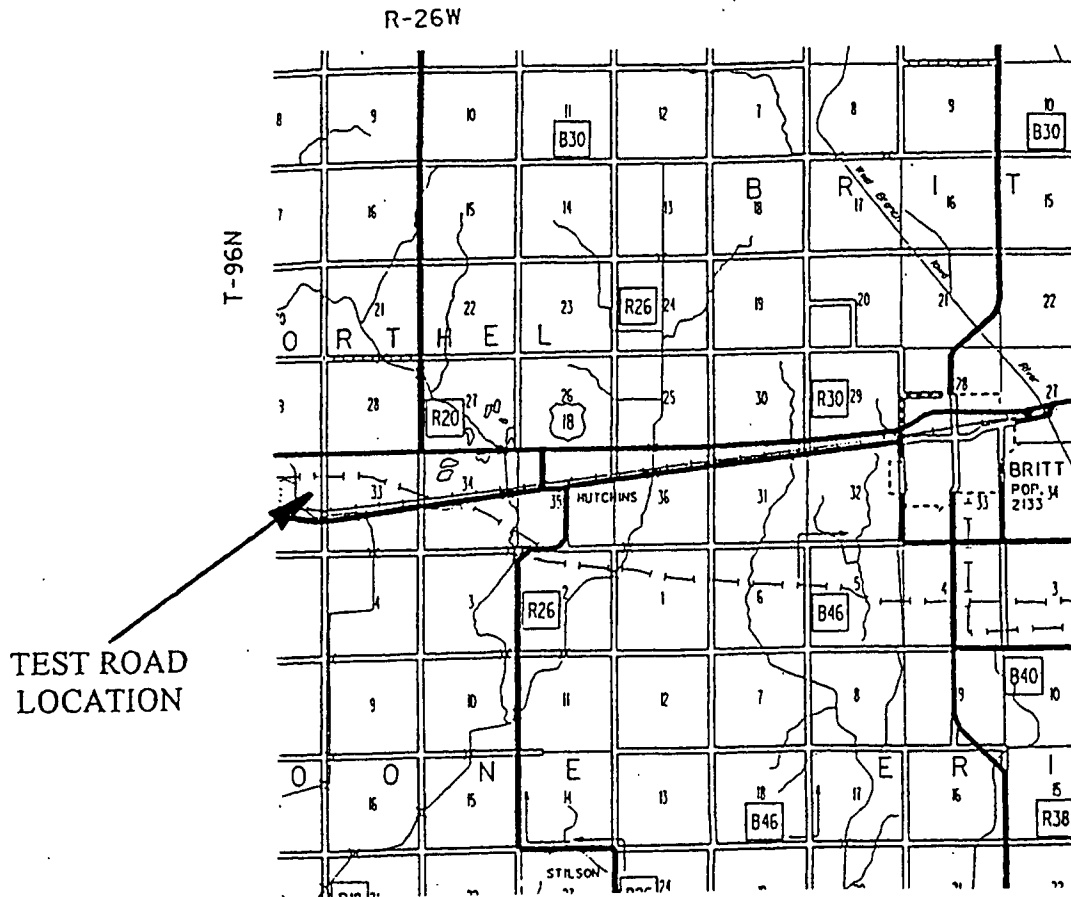 R-26W
8 9 10 11 12 7 8 9 10
B30 B30
B R I T
7 16 15 14 13 18 17 16 15
T-96N
R26
21 22 23 24 19 20 21 22
O R T H E L
28 27 26 25 30 29 28 27
R20 18 R30
33 34 35 HUTCHINS 36 31 32 33 34
BRITT
POP.
2133
4 3 2 1 6 5 4 3
R26 B46
TEST ROAD
LOCATION
B40
9 10 11 12 7 8 9 10
O O N E E R I
16 15 14 13 18 17 16 15
B46 R38
STILSON
24